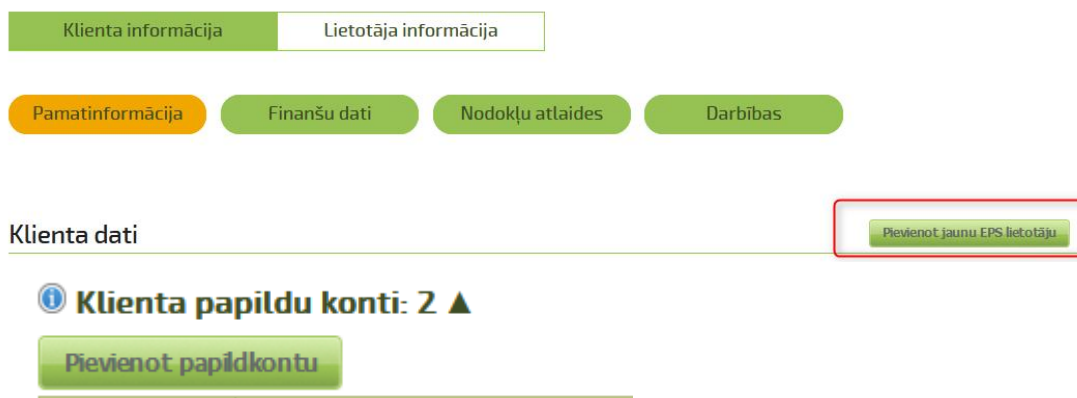 Klienta informācija Lietotāja informācija
Pamatinformācija Finanšu dati Nodokļu atlaides Darbības
Klienta dati Pievienot jaunu EPS lietotāju
Klienta papildu konti: 2 ▲
Pievienot papildkontu